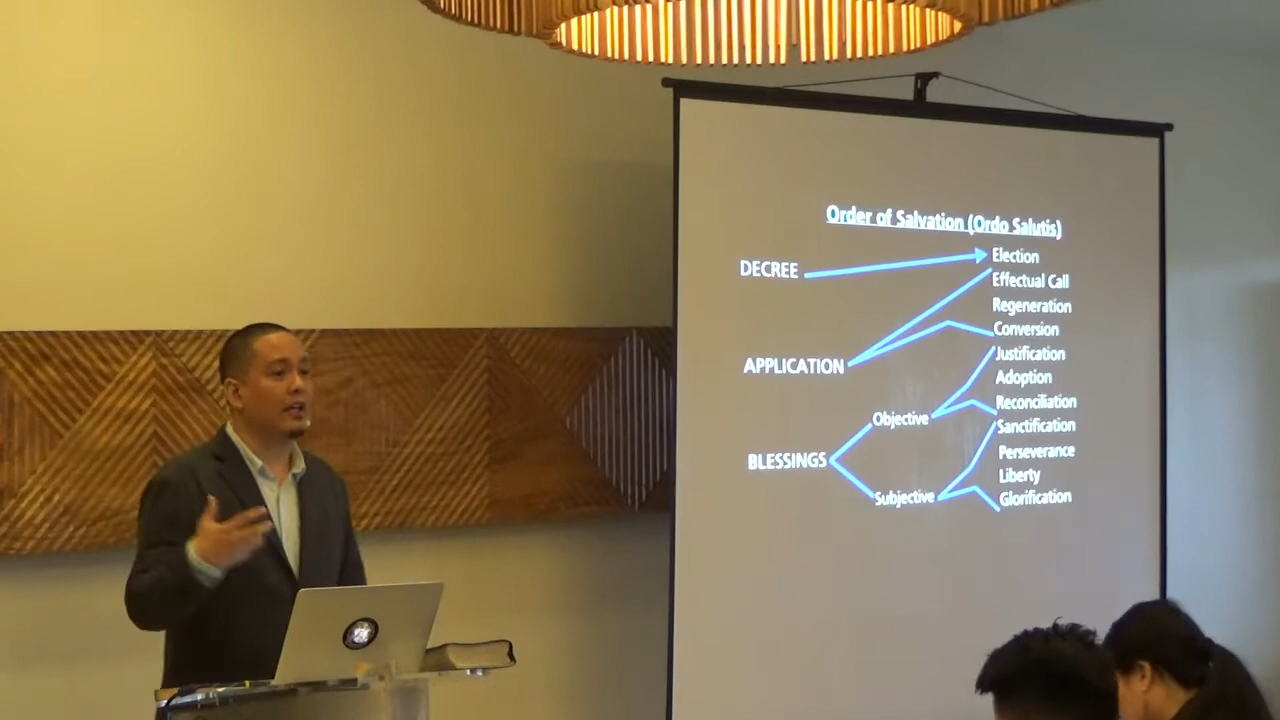 Order of Salvation (Ordo Salutis)
DECREE
Election
Effectual Call
Regeneration
Conversion
APPLICATION
Justification
Adoption
Reconciliation
Objective
Sanctification
Perseverance
BLESSINGS
Liberty
Subjective
Glorification